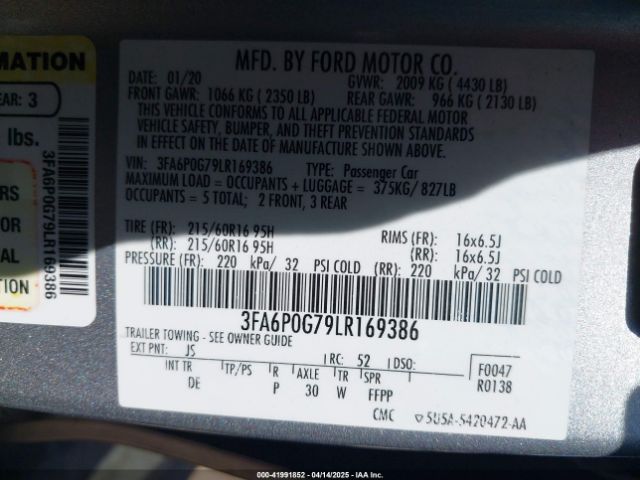 MATION
EAR: 3
lbs.
RS
OR
AL
ION
3FA6P0G79LR169386
MFD. BY FORD MOTOR CO.
DATE: 01/20 GVWR: 2009 KG ( 4430 LB)
FRONT GAWR: 1066 KG ( 2350 LB) REAR GAWR: 966 KG ( 2130 LB)
THIS VEHICLE CONFORMS TO ALL APPLICABLE FEDERAL MOTOR
VEHICLE SAFETY, BUMPER, AND THEFT PREVENTION STANDARDS
IN EFFECT ON THE DATE OF MANUFACTURE SHOWN ABOVE.
VIN: 3FA6P0G79LR169386 TYPE: Passenger Car
MAXIMUM LOAD = OCCUPANTS + LUGGAGE = 375KG/ 827LB
OCCUPANTS = 5 TOTAL; 2 FRONT, 3 REAR
TIRE (FR): 215/60R16 95H RIMS (FR): 16x6.5J
(RR): 215/60R16 95H (RR): 16x6.5J
PRESSURE (FR): 220 kPa/ 32 PSI COLD (RR): 220 kPa/ 32 PSI COLD
3FA6P0G79LR169386
TRAILER TOWING - SEE OWNER GUIDE
EXT PNT: JS RC: 52 DSO: F0047
INT TR TP/PS R AXLE TR SPR R0138
DE P 30 W FFPP
CMC 5U5A-5420472-AA
000-41991852 04/14/2025 IAA Inc.